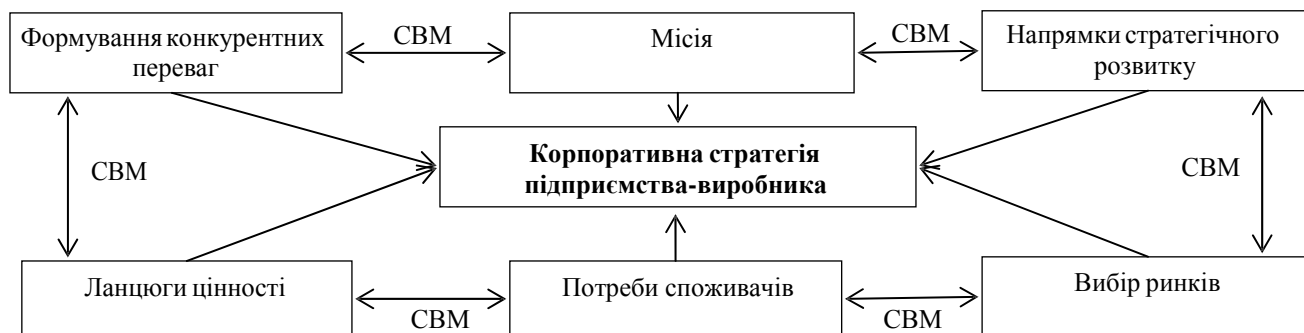 Формування конкурентних
переваг
СВМ
Місія
СВМ
Напрямки стратегічного
розвитку
СВМ
Корпоративна стратегія
підприємства-виробника
СВМ
Ланцюги цінності
СВМ
Потреби споживачів
СВМ
Вибір ринків